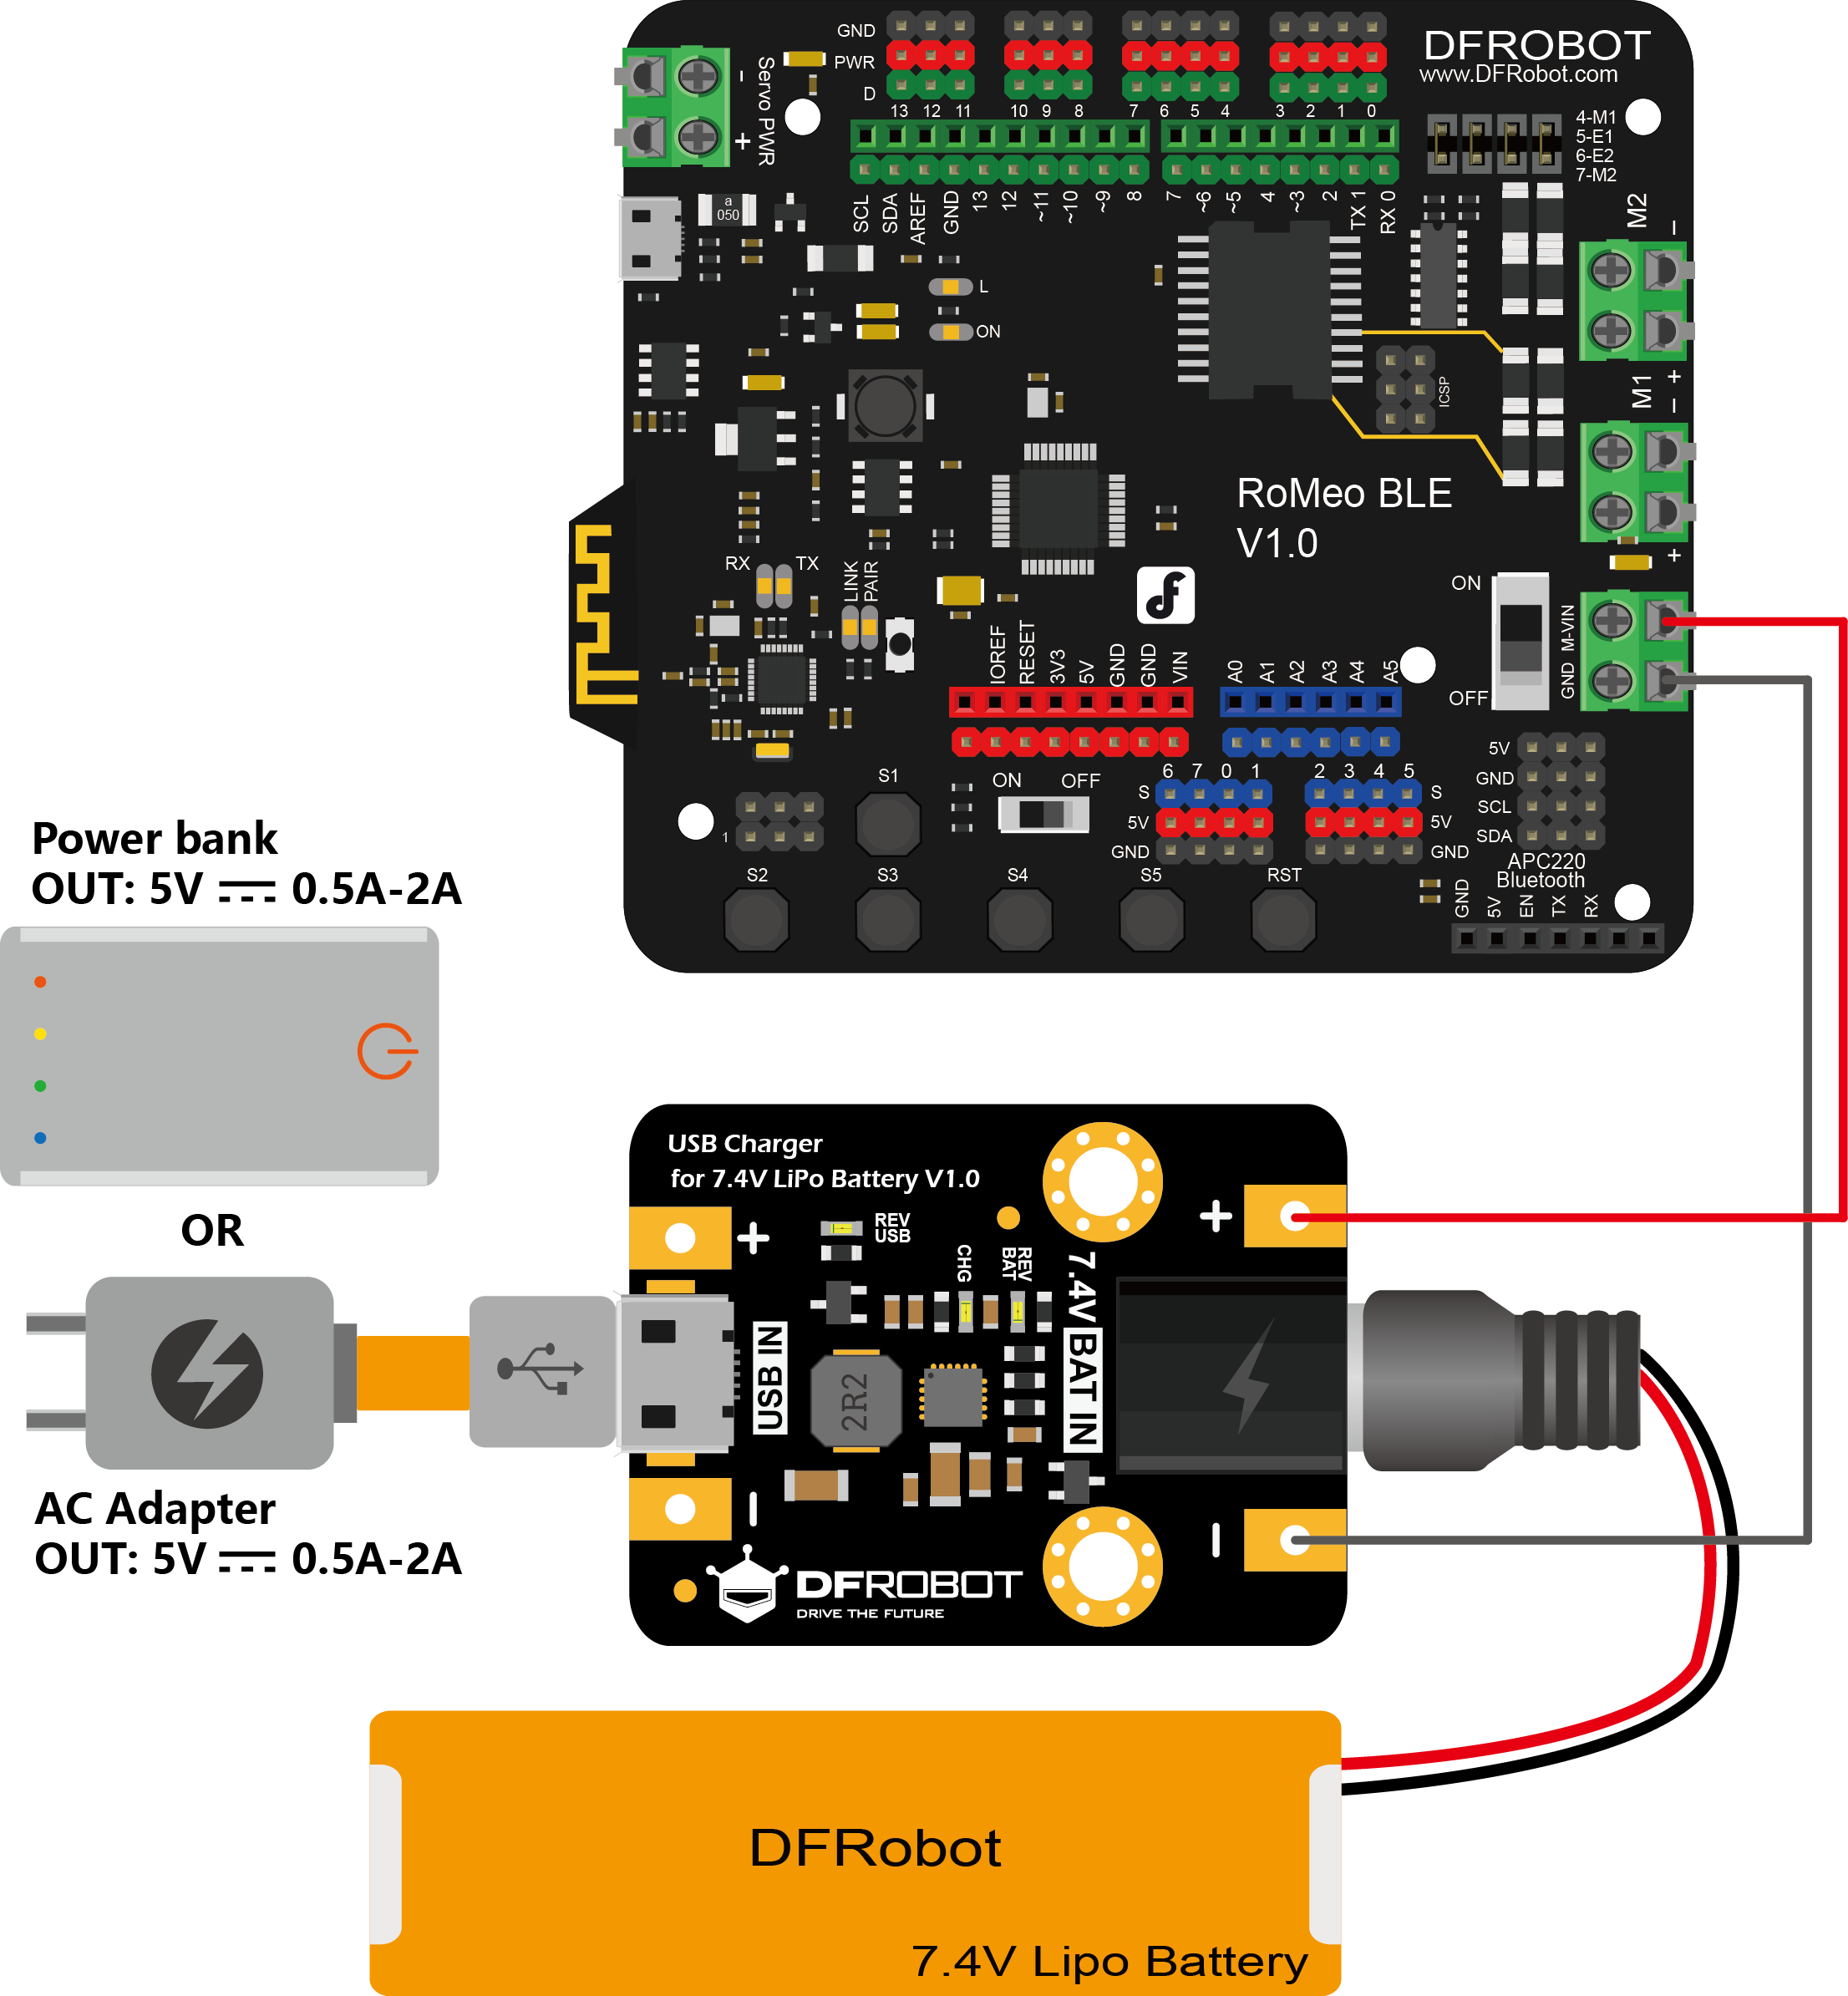 GND
PWR
D
13 12 11 10 9 8 7 6 5 4 3 2 1 0
Servo PWR
-
+
DFROBOT
www.DFRobot.com
4-M1
5-E1
6-E2
7-M2
SCL
SDA
AREF
GND
13
12
~11
~10
~9
8
7
~6
~5
4
~3
2
TX 1
RX 0
a
050
L
ON
M2
-
+
M1
-
+
ICSP
RoMeo BLE
V1.0
RX
TX
LINK
PAIR
ON
OFF
M-VIN
GND
IOREF
RESET
3V3
5V
GND
GND
VIN
A0
A1
A2
A3
A4
A5
ON OFF
6 7 0 1
S
5V
GND
2 3 4 5
S
5V
GND
5V
GND
SCL
SDA
APC220
Bluetooth
GND
5V
EN
TX
RX
1
S1
S2
S3
S4
S5
RST
Power bank
OUT: 5V 0.5A-2A
OR
AC Adapter
OUT: 5V 0.5A-2A
USB Charger
for 7.4V LiPo Battery V1.0
REV
USB
CHG
REV
BAT
7.4V
BAT IN
USB IN
2R2
+
-
+
-
DFROBOT
DRIVE THE FUTURE
DFRobot
7.4V Lipo Battery